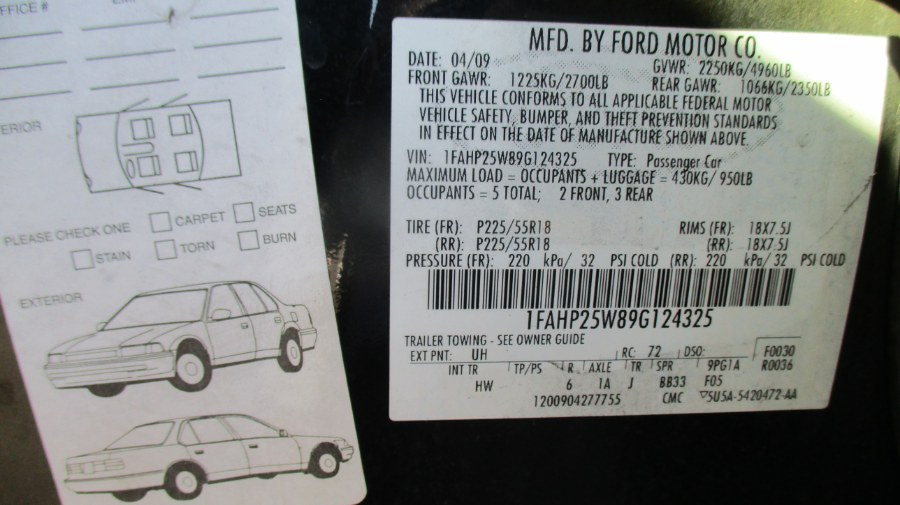 FFICE #
ERIOR
PLEASE CHECK ONE
CARPET
SEATS
STAIN
TORN
BURN
EXTERIOR
MFD. BY FORD MOTOR CO.
DATE: 04/09 GVWR: 2250KG/4960LB
FRONT GAWR: 1225KG/2700LB REAR GAWR: 1066KG/2350LB
THIS VEHICLE CONFORMS TO ALL APPLICABLE FEDERAL MOTOR
VEHICLE SAFETY, BUMPER, AND THEFT PREVENTION STANDARDS
IN EFFECT ON THE DATE OF MANUFACTURE SHOWN ABOVE.
VIN: 1FAHP25W89G124325 TYPE: Passenger Car
MAXIMUM LOAD = OCCUPANTS + LUGGAGE = 430KG/ 950LB
OCCUPANTS = 5 TOTAL; 2 FRONT, 3 REAR
TIRE (FR): P225/55R18 RIMS (FR): 18X7.5J
(RR): P225/55R18 (RR): 18X7.5J
PRESSURE (FR): 220 kPa/ 32 PSI COLD (RR): 220 kPa/ 32 PSI COLD
1FAHP25W89G124325
TRAILER TOWING - SEE OWNER GUIDE
EXT PNT: UH RC: 72 DSO: F0030
INT TR TP/PS R AXLE TR SPR 9PG1A R0036
HW 6 1A J BB33 F05
1200904277755 CMC 5U5A-5420472-AA